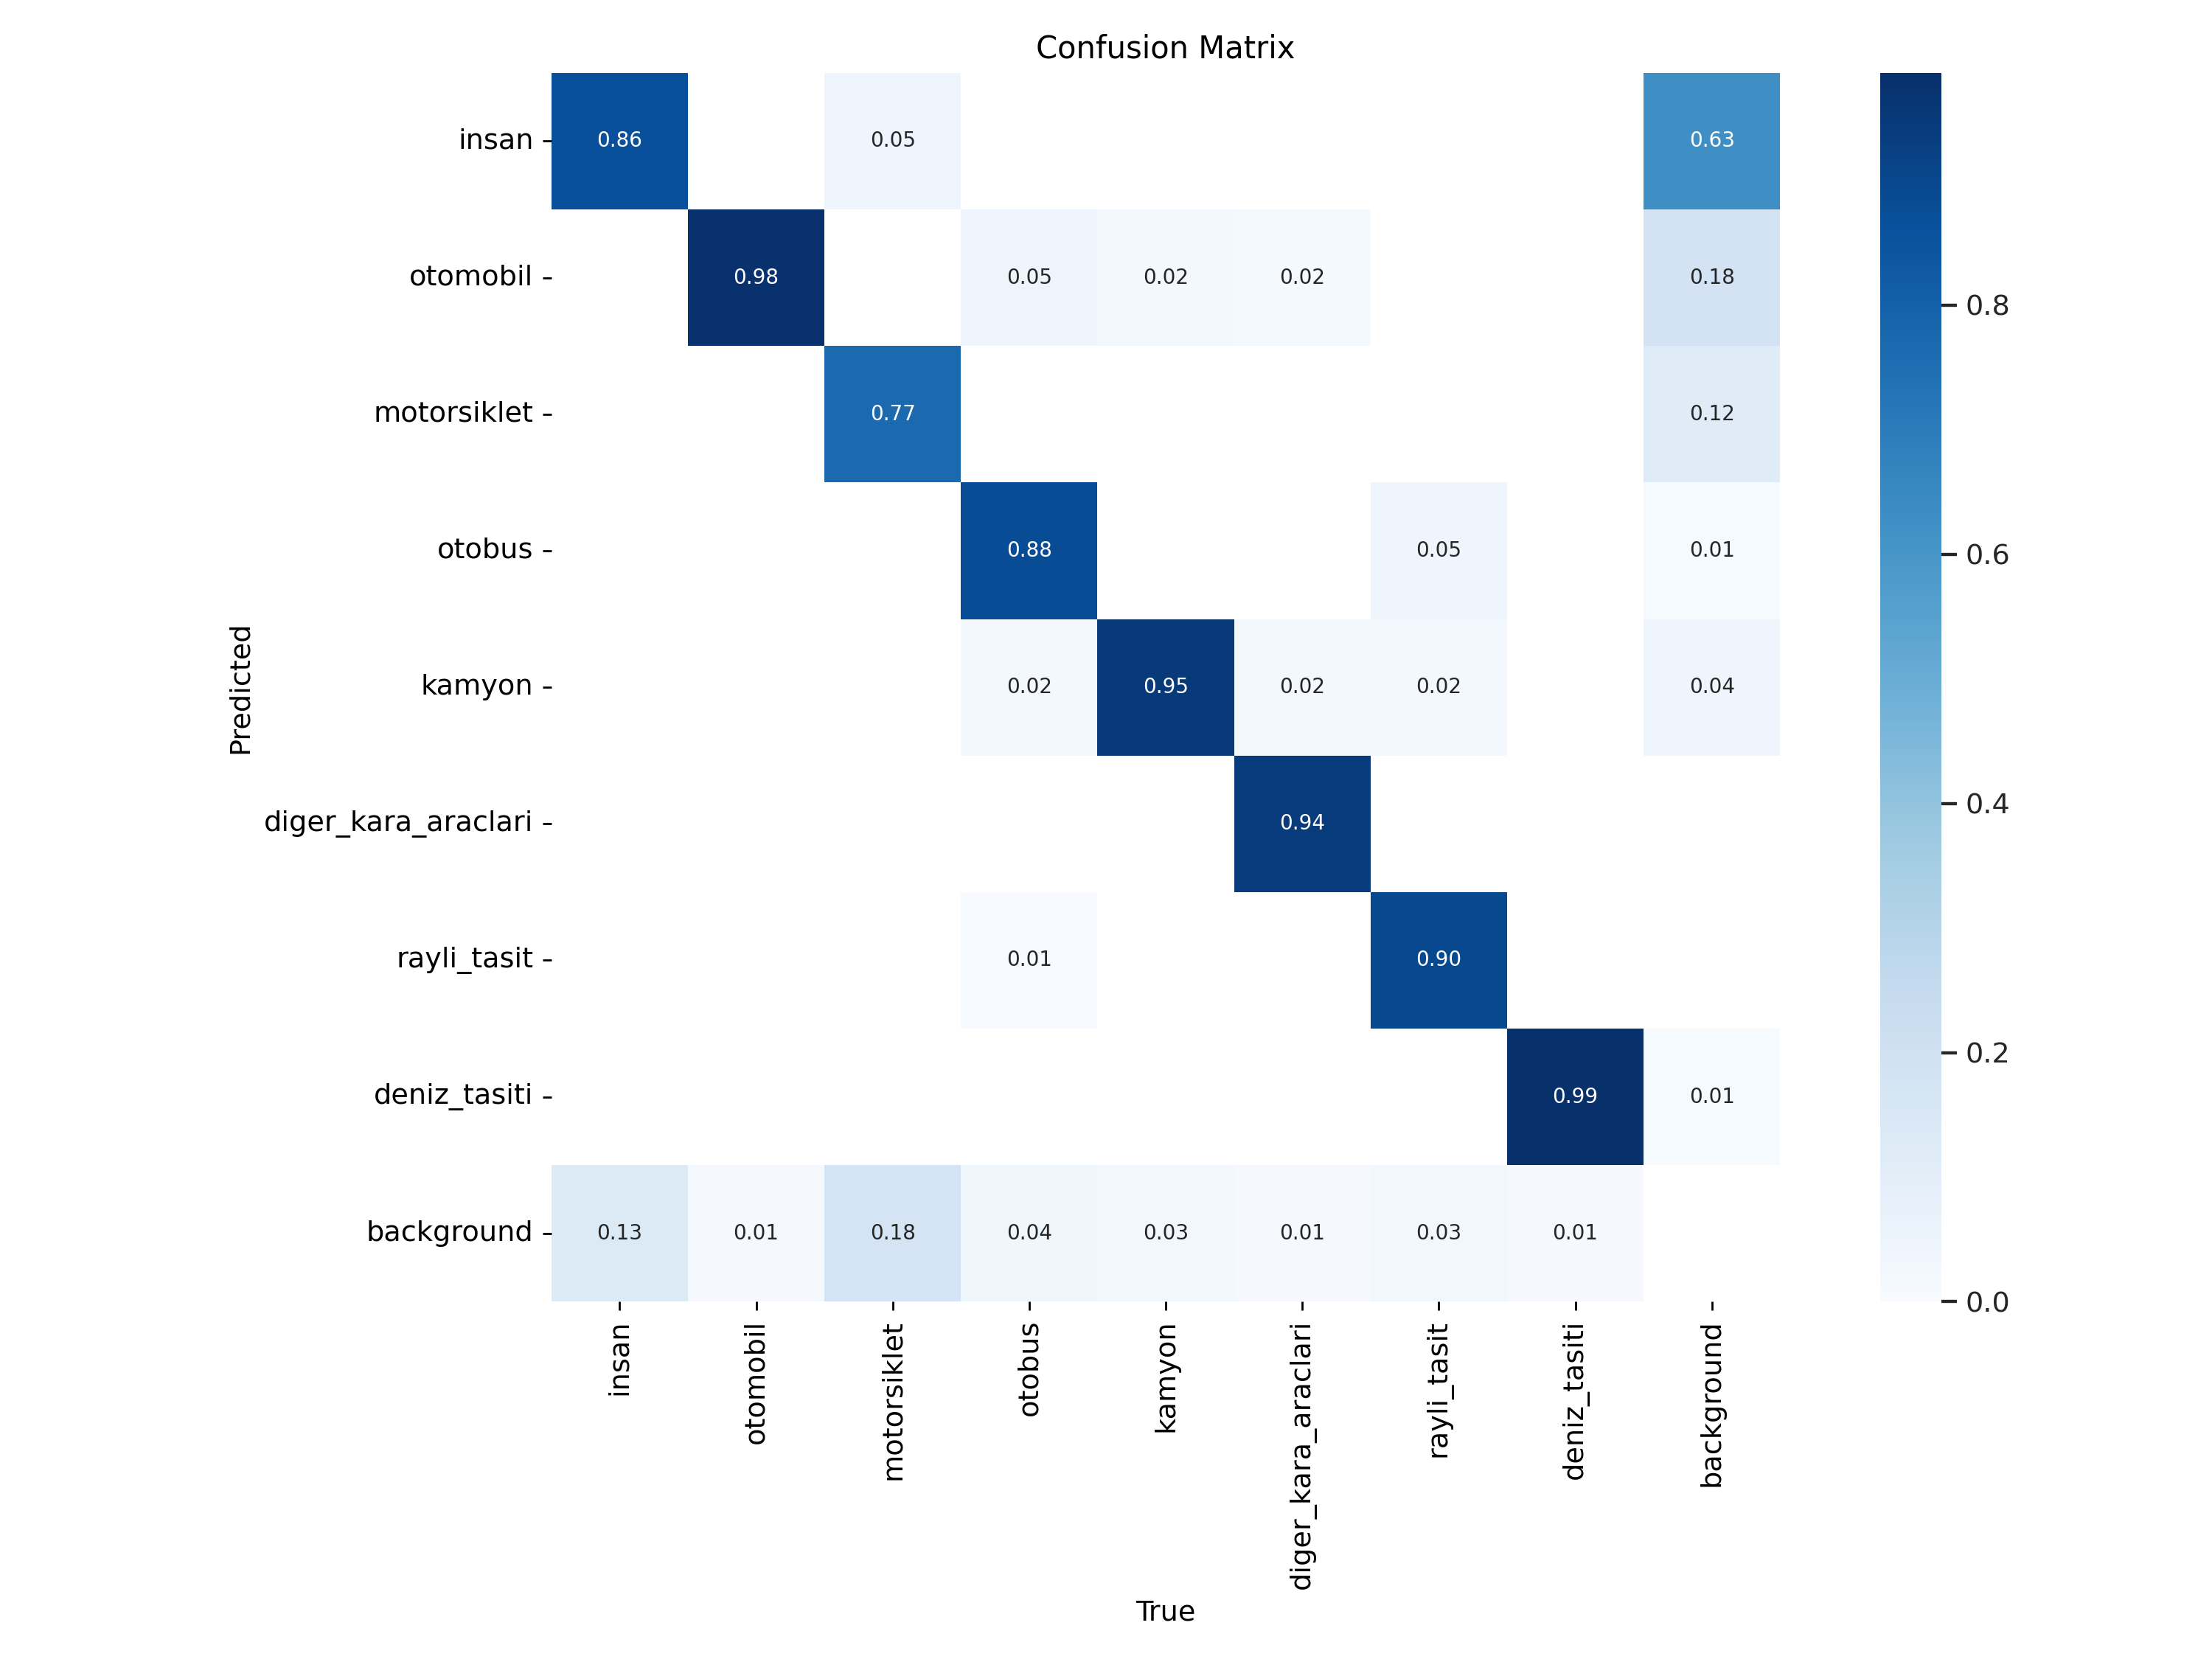 Confusion Matrix
insan 0.86 0.05 0.63
otomobil 0.98 0.05 0.02 0.02 0.18
0.8
motorsiklet 0.77 0.12
otobus 0.88 0.05 0.01
0.6
Predicted
kamyon 0.02 0.95 0.02 0.02 0.04
0.4
diger_kara_araclari 0.94
rayli_tasit 0.01 0.90
0.2
deniz_tasiti 0.99 0.01
background 0.13 0.01 0.18 0.04 0.03 0.01 0.03 0.01
0.0
insan
otomobil
motorsiklet
otobus
kamyon
diger_kara_araclari
rayli_tasit
deniz_tasiti
background
True